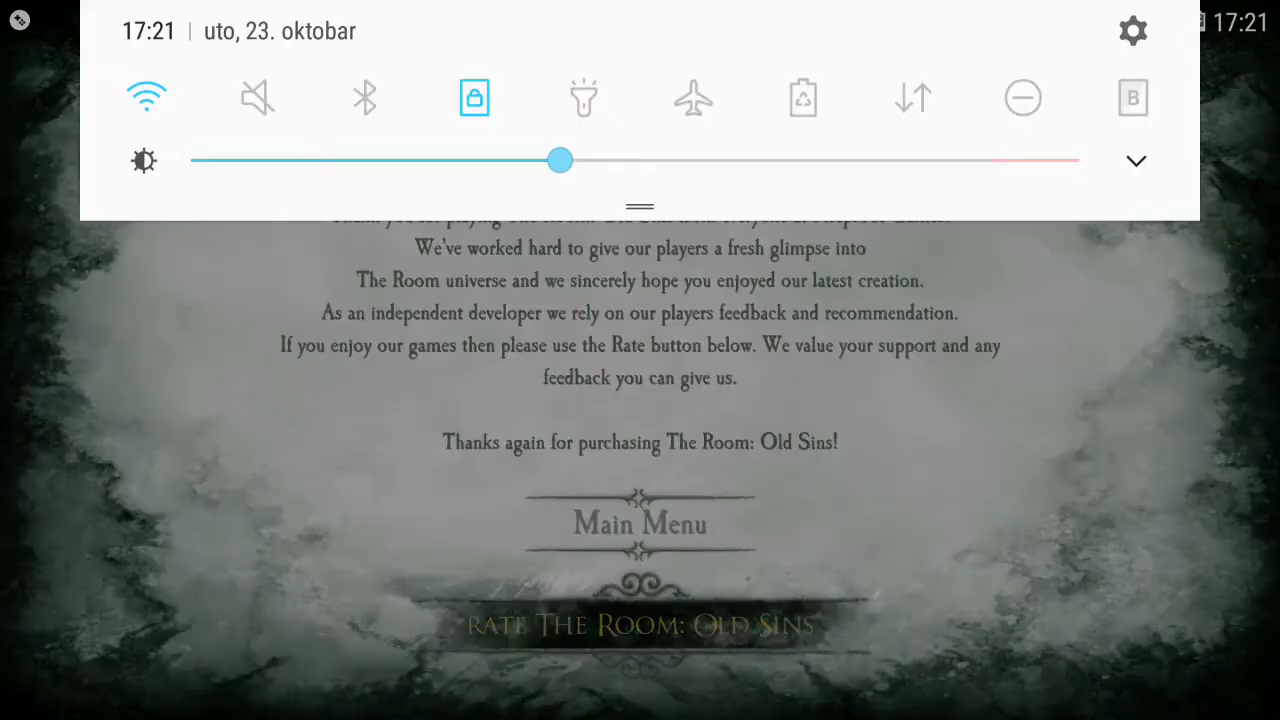 17:21 | uto, 23. oktobar
17:21
B
We've worked hard to give our players a fresh glimpse into
The Room universe and we sincerely hope you enjoyed our latest creation.
As an independent developer we rely on our players feedback and recommendation.
If you enjoy our games then please use the Rate button below. We value your support and any
feedback you can give us.
Thanks again for purchasing The Room: Old Sins!
Main Menu
RATE THE ROOM: OLD SINS